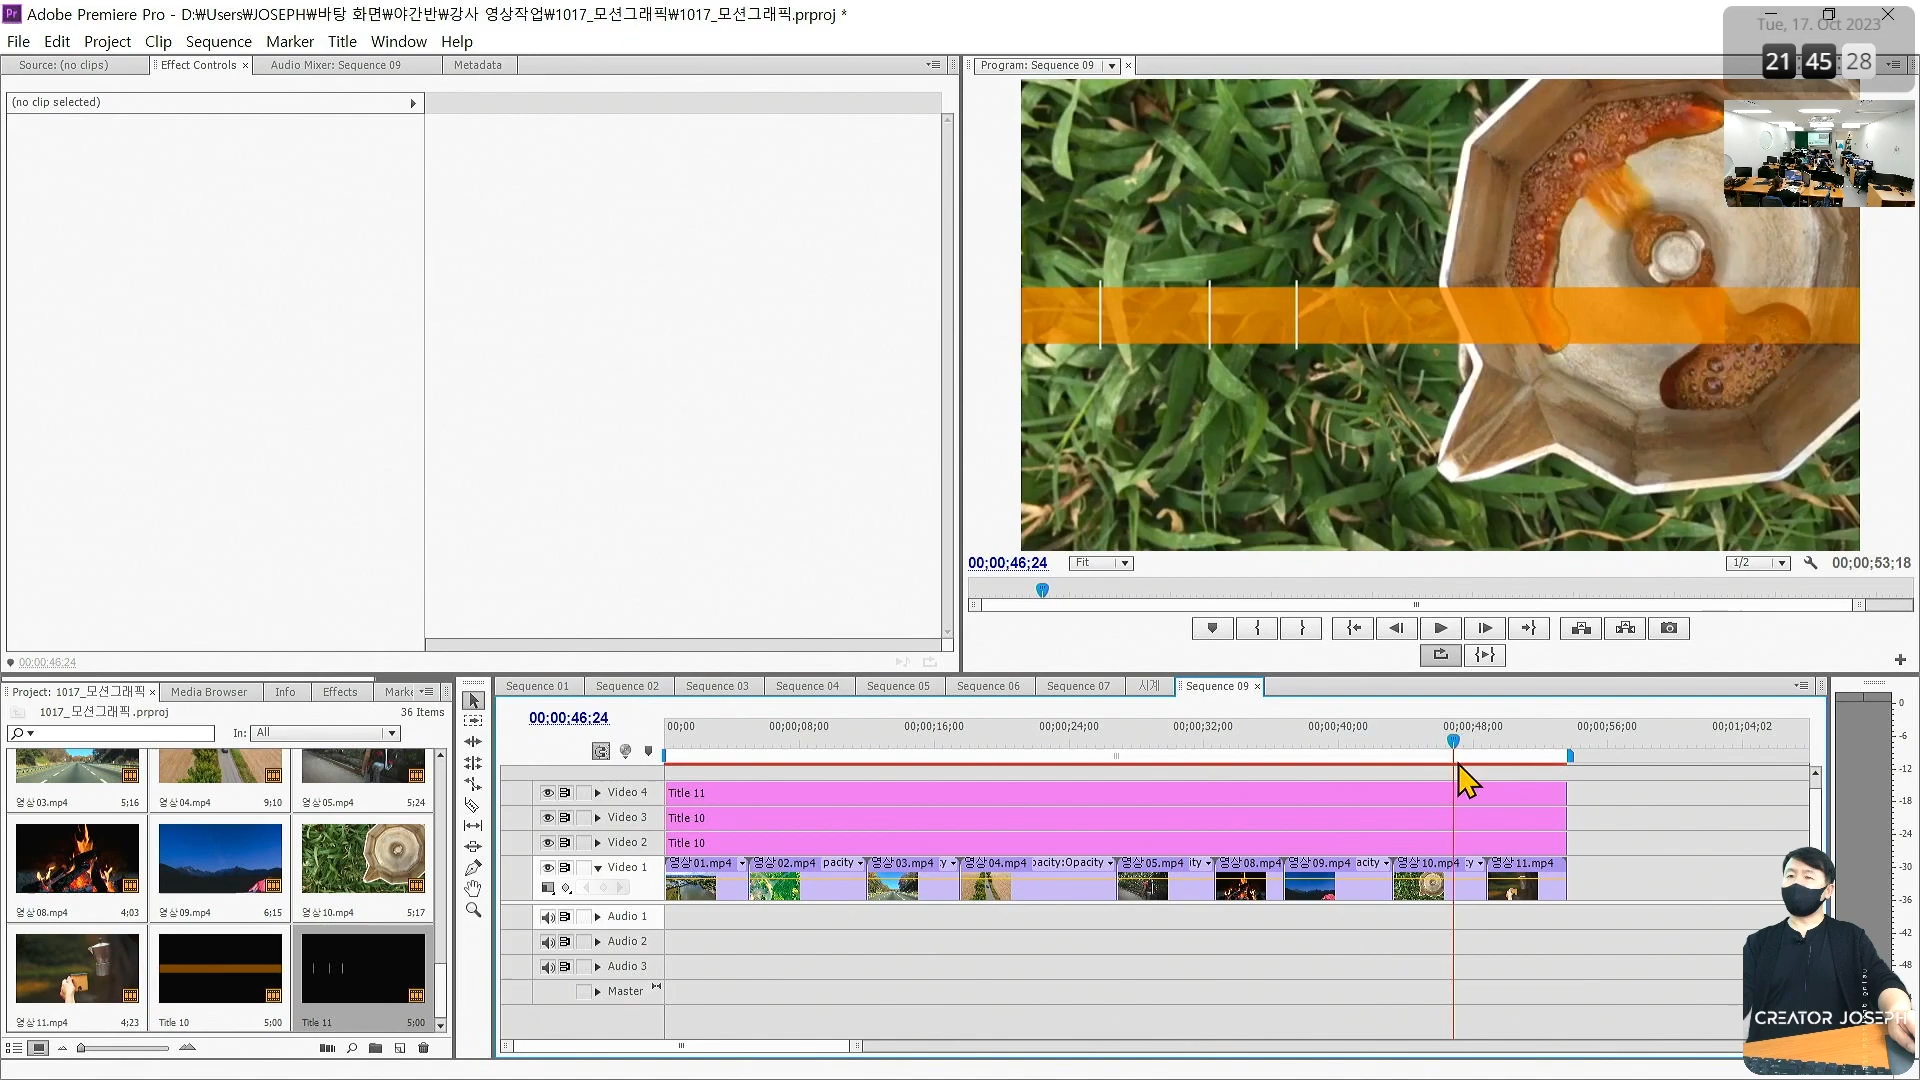 Adobe Premiere Pro - D:₩Users₩JOSEPH₩바탕 화면₩야간반₩강사 영상작업₩1017_모션그래픽₩1017_모션그래픽.prproj *
Tue, 17. Oct 2023
21 45 28
File Edit Project Clip Sequence Marker Title Window Help
Source: (no clips) Effect Controls × Audio Mixer: Sequence 09 Metadata
Program: Sequence 09
(no clip selected)
00;00;46;24 Fit 1/2 00;00;53;18
00;00;46;24
Project: 1017_모션그래픽 × Media Browser Info Effects Marke
1017_모션그래픽.prproj 36 Items
In: All
영상03.mp4 5;16 영상04.mp4 9;10 영상05.mp4 5;24
영상08.mp4 4;03 영상09.mp4 6;15 영상10.mp4 5;17
영상11.mp4 4;23 Title 10 5;00 Title 11 5;00
Sequence 01 Sequence 02 Sequence 03 Sequence 04 Sequence 05 Sequence 06 Sequence 07 시계 Sequence 09 ×
00;00;46;24
00;00 00;00;08;00 00;00;16;00 00;00;24;00 00;00;32;00 00;00;40;00 00;00;48;00 00;00;56;00 00;01;04;02
Video 4 Title 11
Video 3 Title 10
Video 2 Title 10
Video 1 영상01.mp4 영상02.mp4 pacity 영상03.mp4 y 영상04.mp4 pacity:Opacity 영상05.mp4 ity 영상08.mp4 영상09.mp4 acity 영상10.mp4 ty 영상11.mp4
Audio 1
Audio 2
Audio 3
Master
0
-6
-12
-18
-24
-30
-36
-42
-48
CREATOR JOSEPH